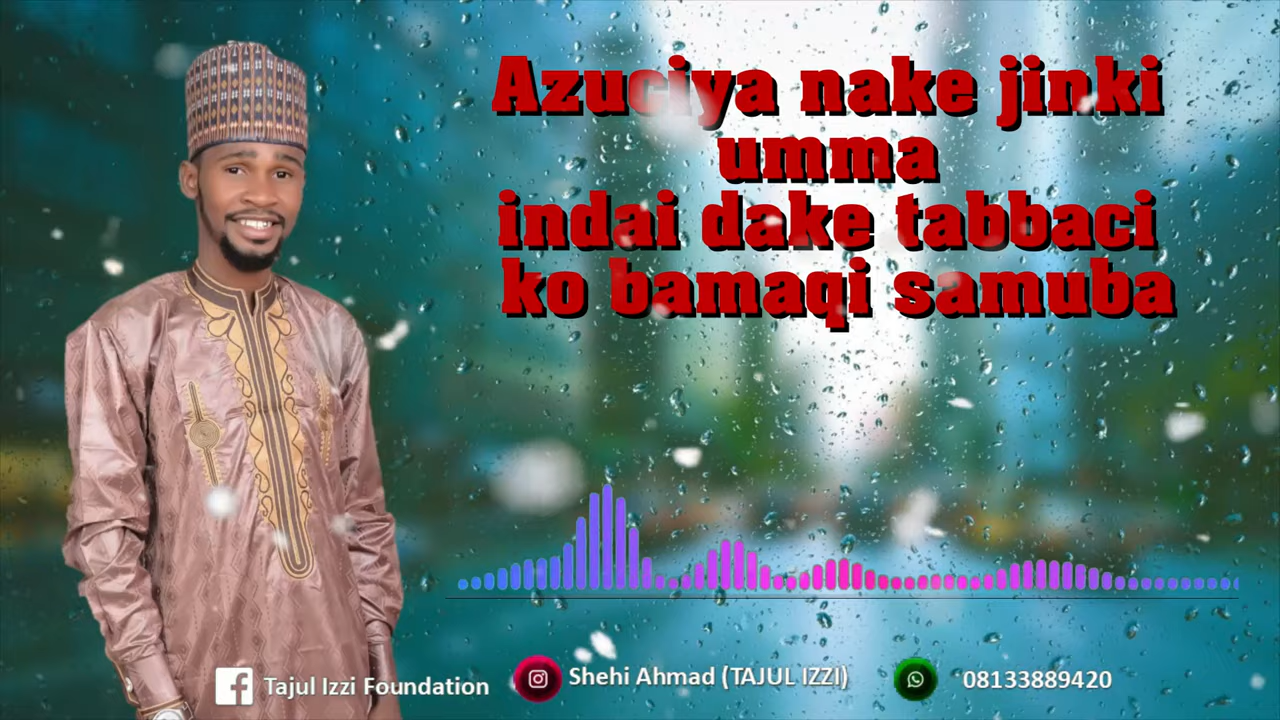 Azuciya nake jinki
umma
indai dake tabbaci
ko bamaqi samuba
Tajul Izzi Foundation
Shehi Ahmad (TAJUL IZZI)
08133889420